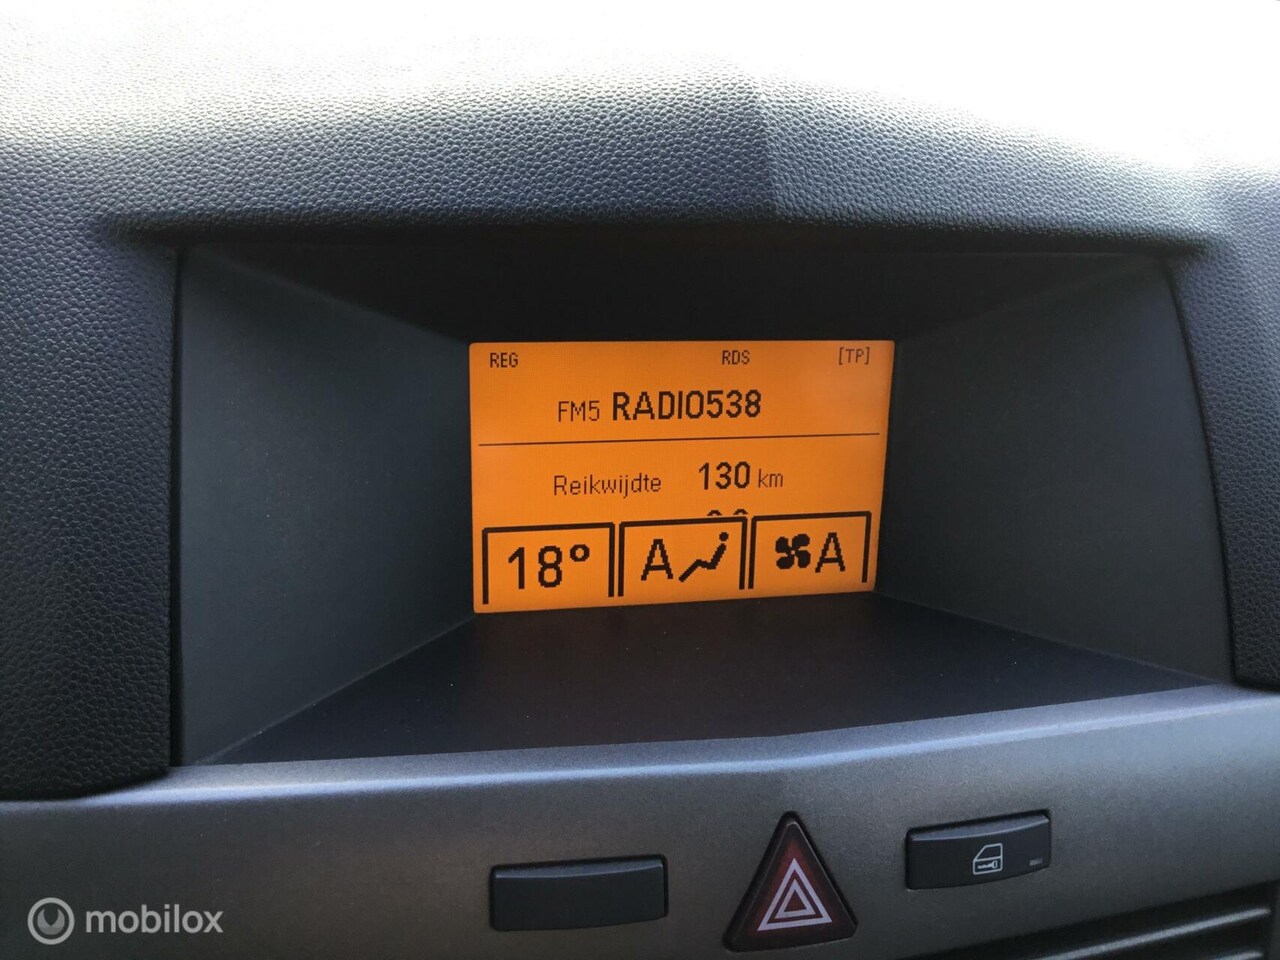 REG RDS [TP]
FM5 RADIO538
Reikwijdte 130 km
18° A A
mobilox